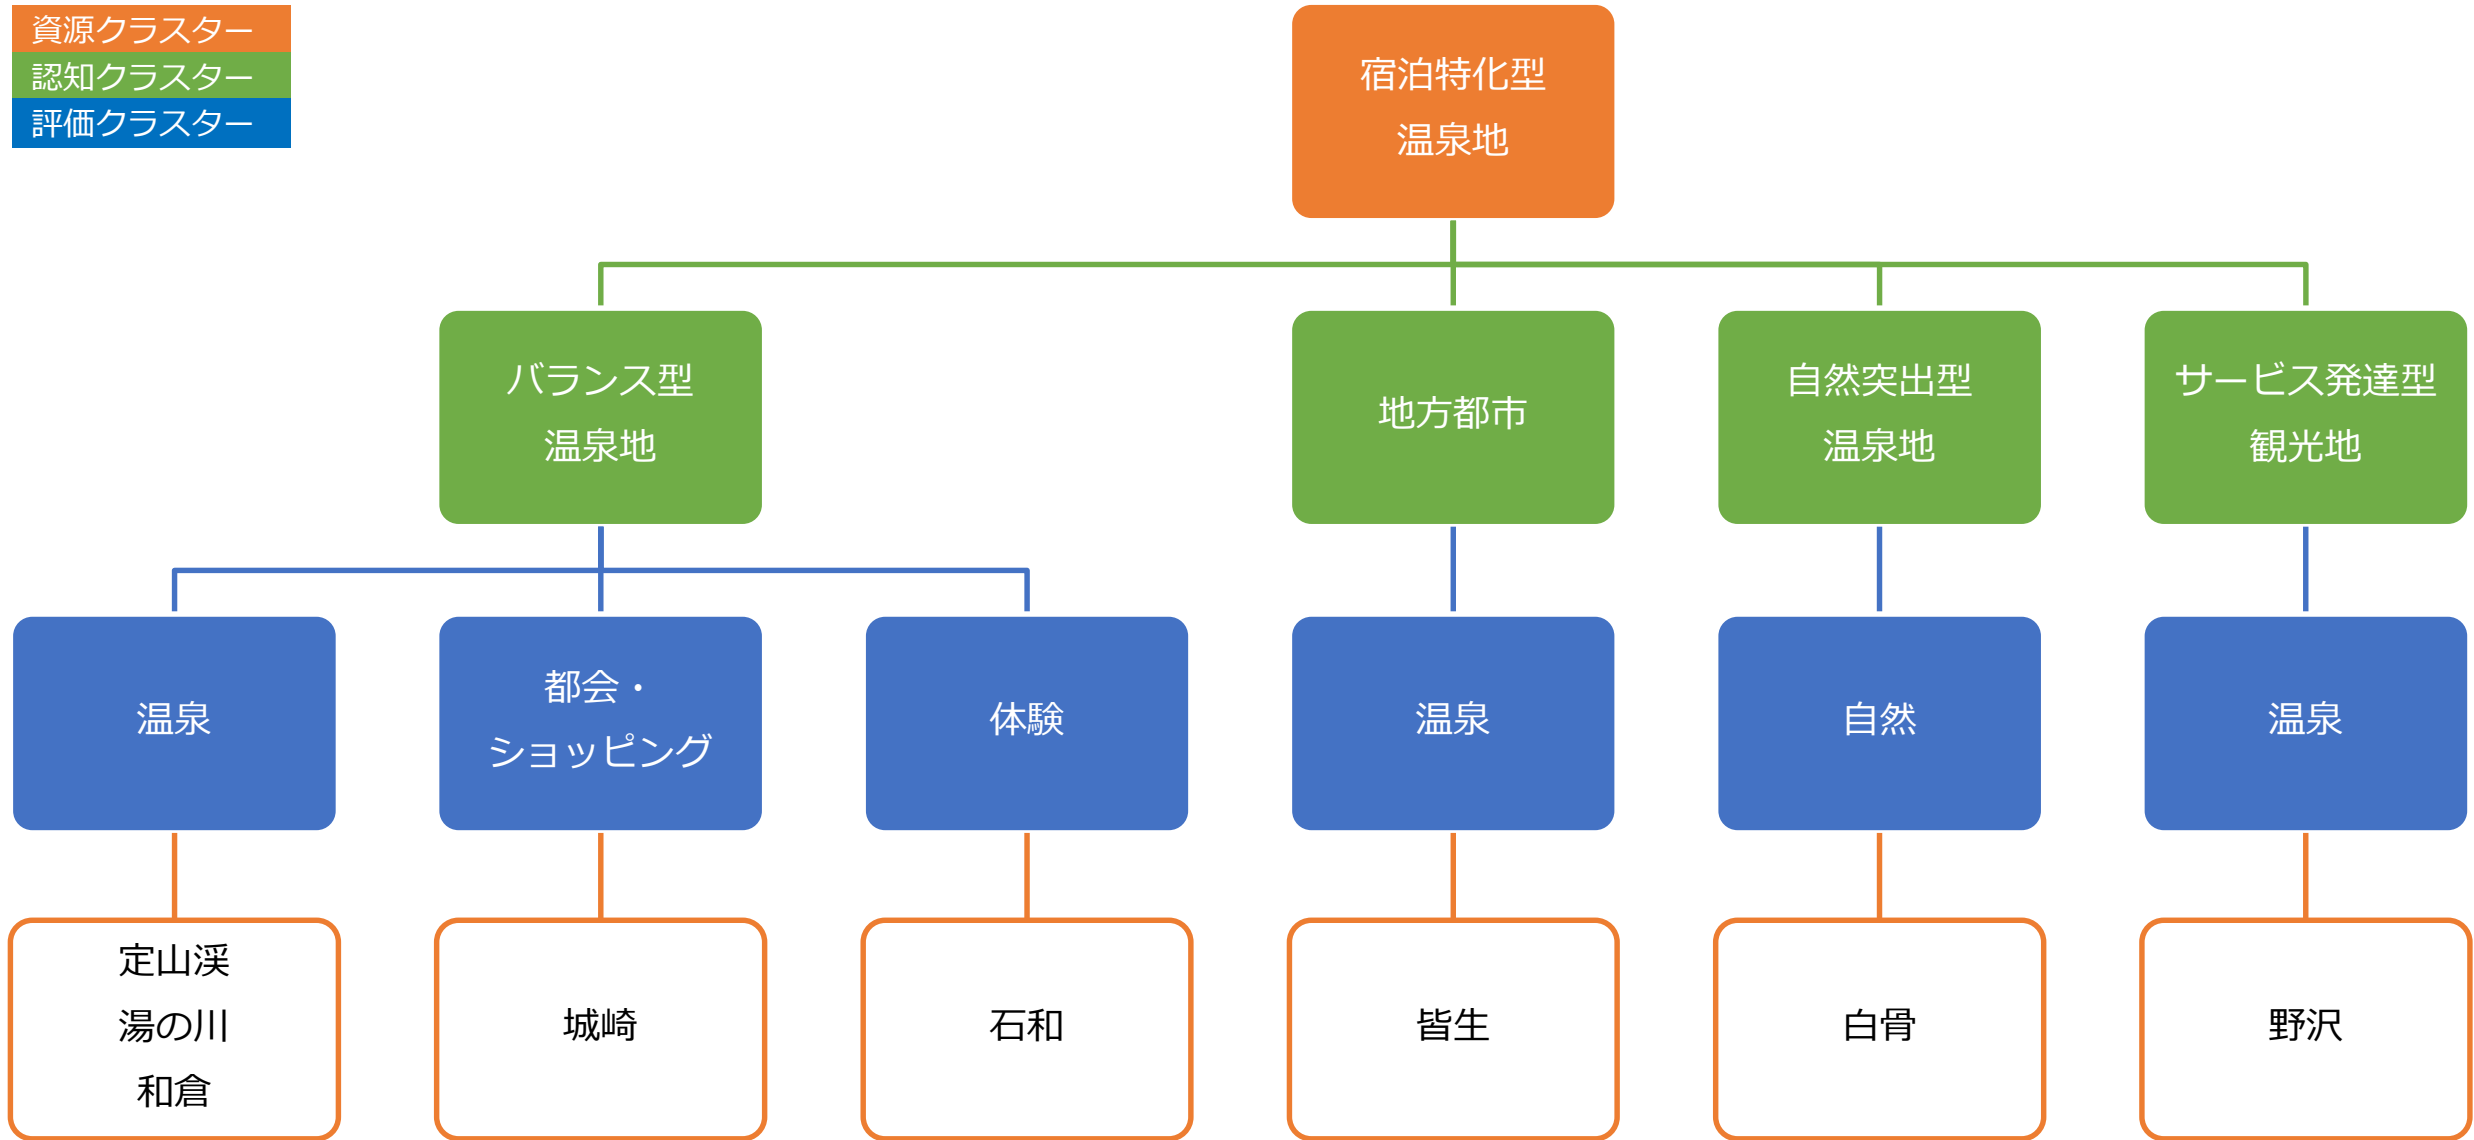 資源クラスター
認知クラスター
評価クラスター
宿泊特化型
温泉地
バランス型
温泉地
地方都市
自然突出型
温泉地
サービス発達型
観光地
温泉
都会・
ショッピング
体験
温泉
自然
温泉
定山渓
湯の川
和倉
城崎
石和
皆生
白骨
野沢